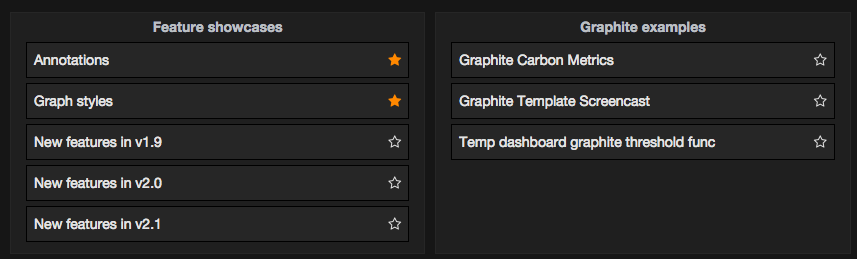 Feature showcases
Annotations
Graph styles
New features in v1.9
New features in v2.0
New features in v2.1
Graphite examples
Graphite Carbon Metrics
Graphite Template Screencast
Temp dashboard graphite threshold func